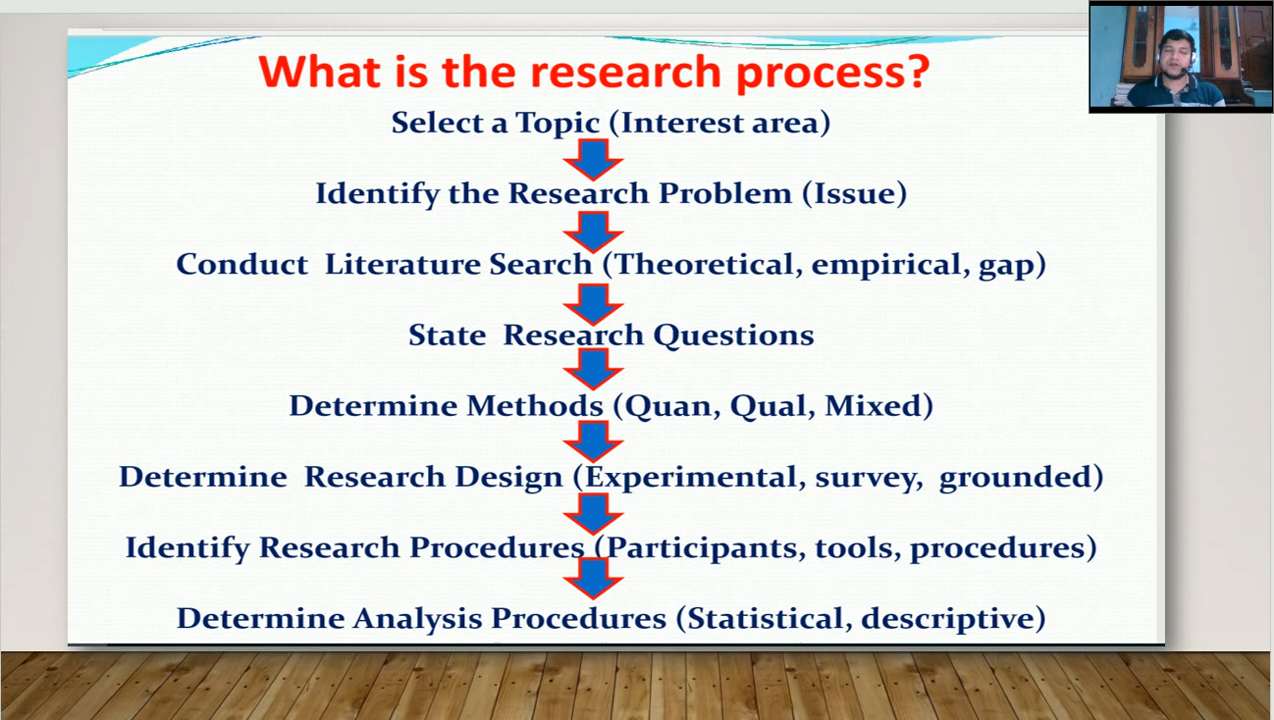 What is the research process?
Select a Topic (Interest area)
Identify the Research Problem (Issue)
Conduct Literature Search (Theoretical, empirical, gap)
State Research Questions
Determine Methods (Quan, Qual, Mixed)
Determine Research Design (Experimental, survey, grounded)
Identify Research Procedures (Participants, tools, procedures)
Determine Analysis Procedures (Statistical, descriptive)